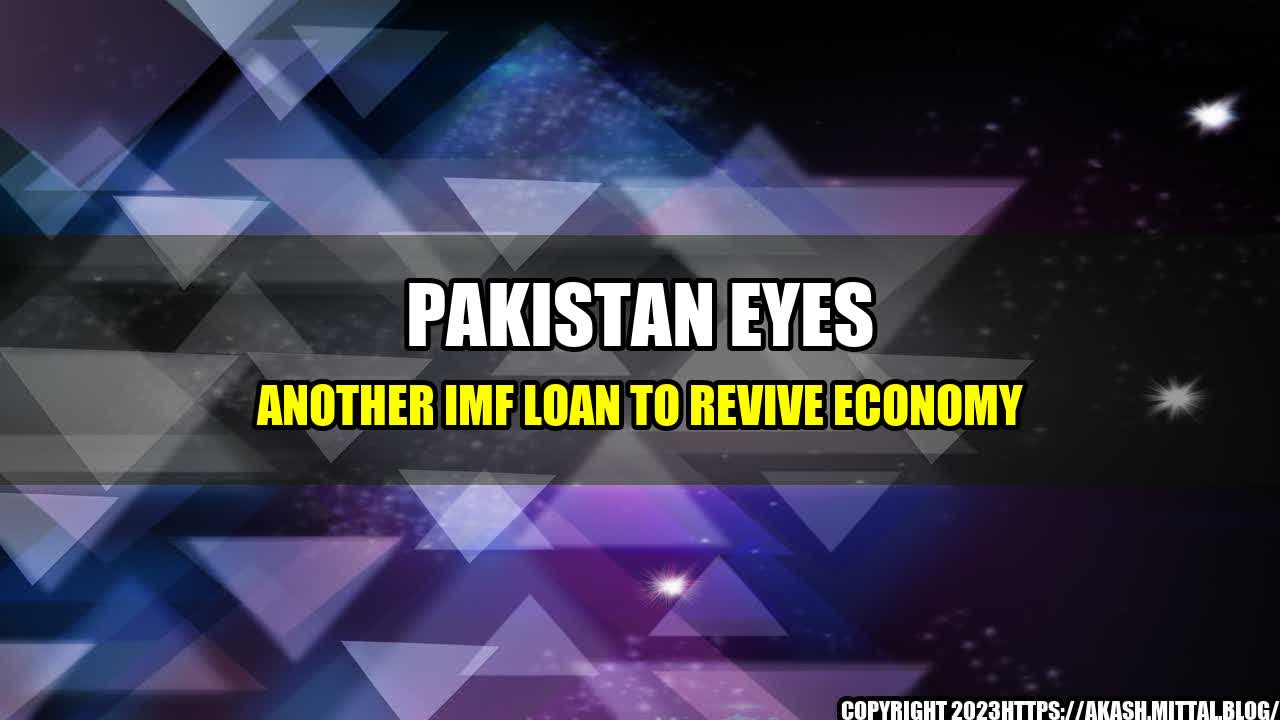 PAKISTAN EYES
ANOTHER IMF LOAN TO REVIVE ECONOMY
COPYRIGHT 2023HTTPS://AKASH.MITTAL.BLOG/